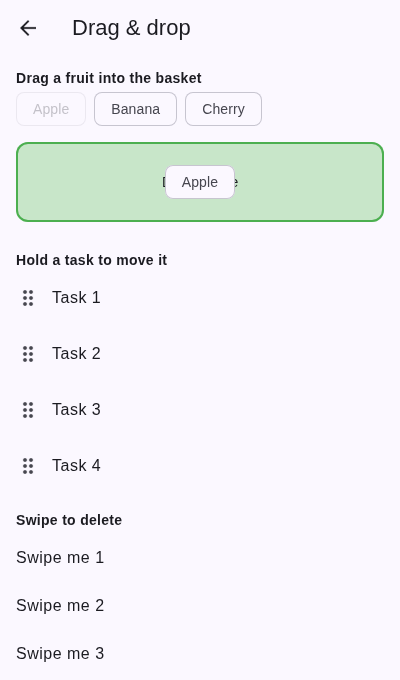 Drag & drop
Drag a fruit into the basket
Apple
Banana
Cherry
Apple
Hold a task to move it
Task 1
Task 2
Task 3
Task 4
Swipe to delete
Swipe me 1
Swipe me 2
Swipe me 3